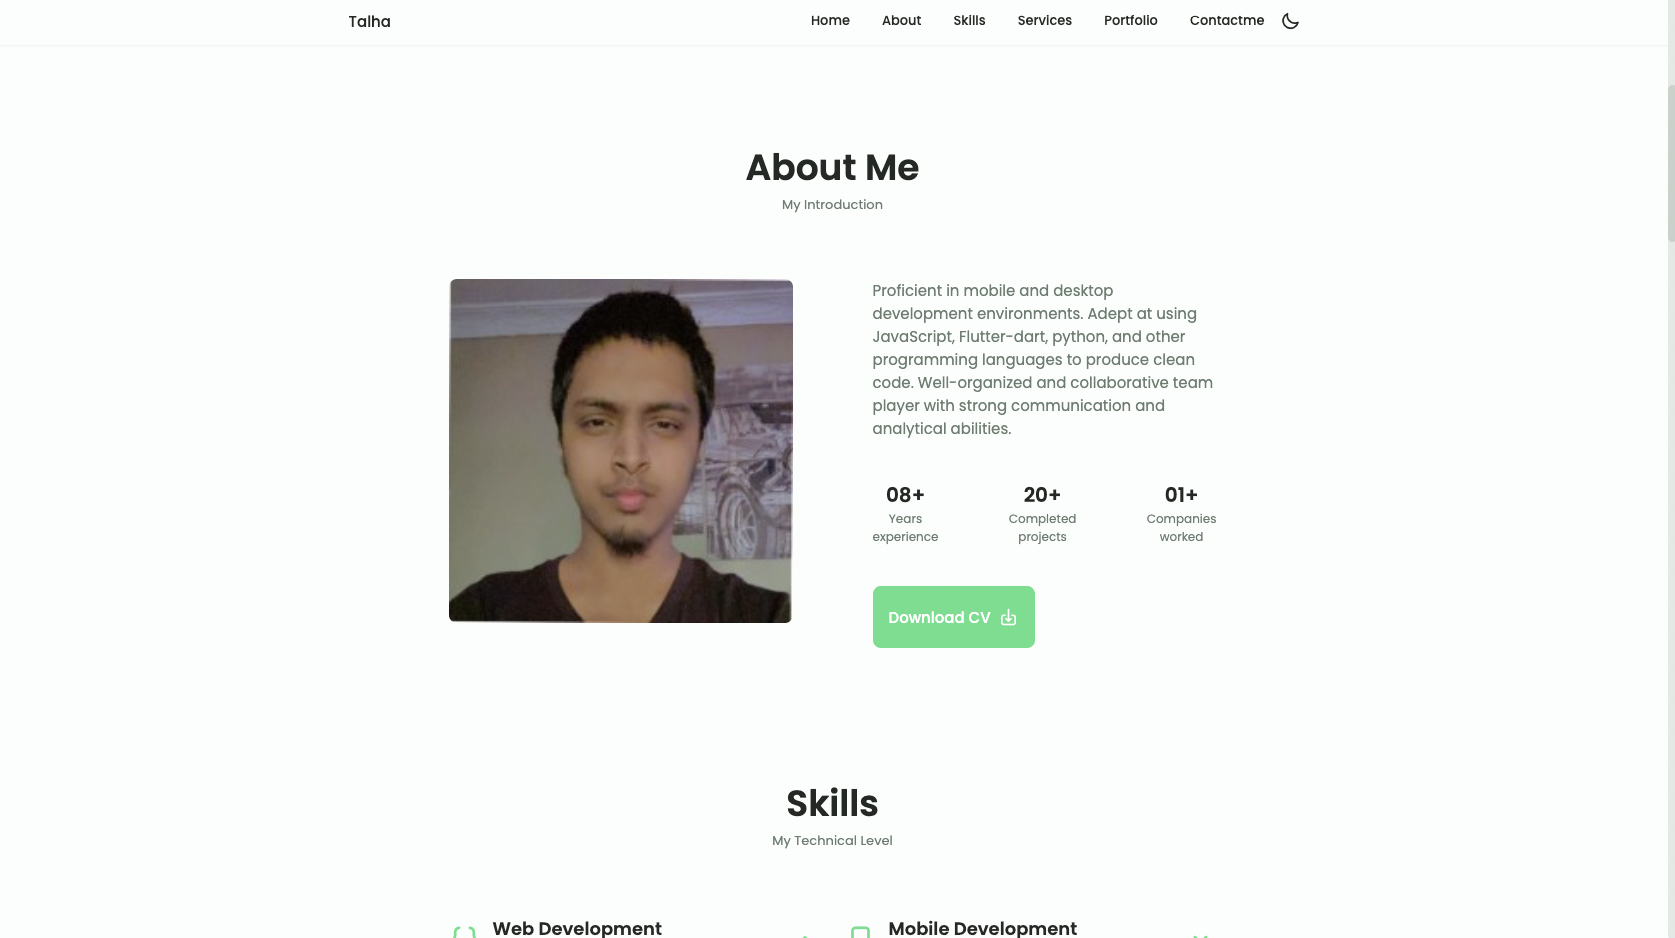 Talha
Home About Skills Services Portfolio Contactme
About Me
My Introduction
Proficient in mobile and desktop
development environments. Adept at using
JavaScript, Flutter-dart, python, and other
programming languages to produce clean
code. Well-organized and collaborative team
player with strong communication and
analytical abilities.
08+ 20+ 01+
Years Completed Companies
experience projects worked
Download CV
Skills
My Technical Level
Web Development Mobile Development